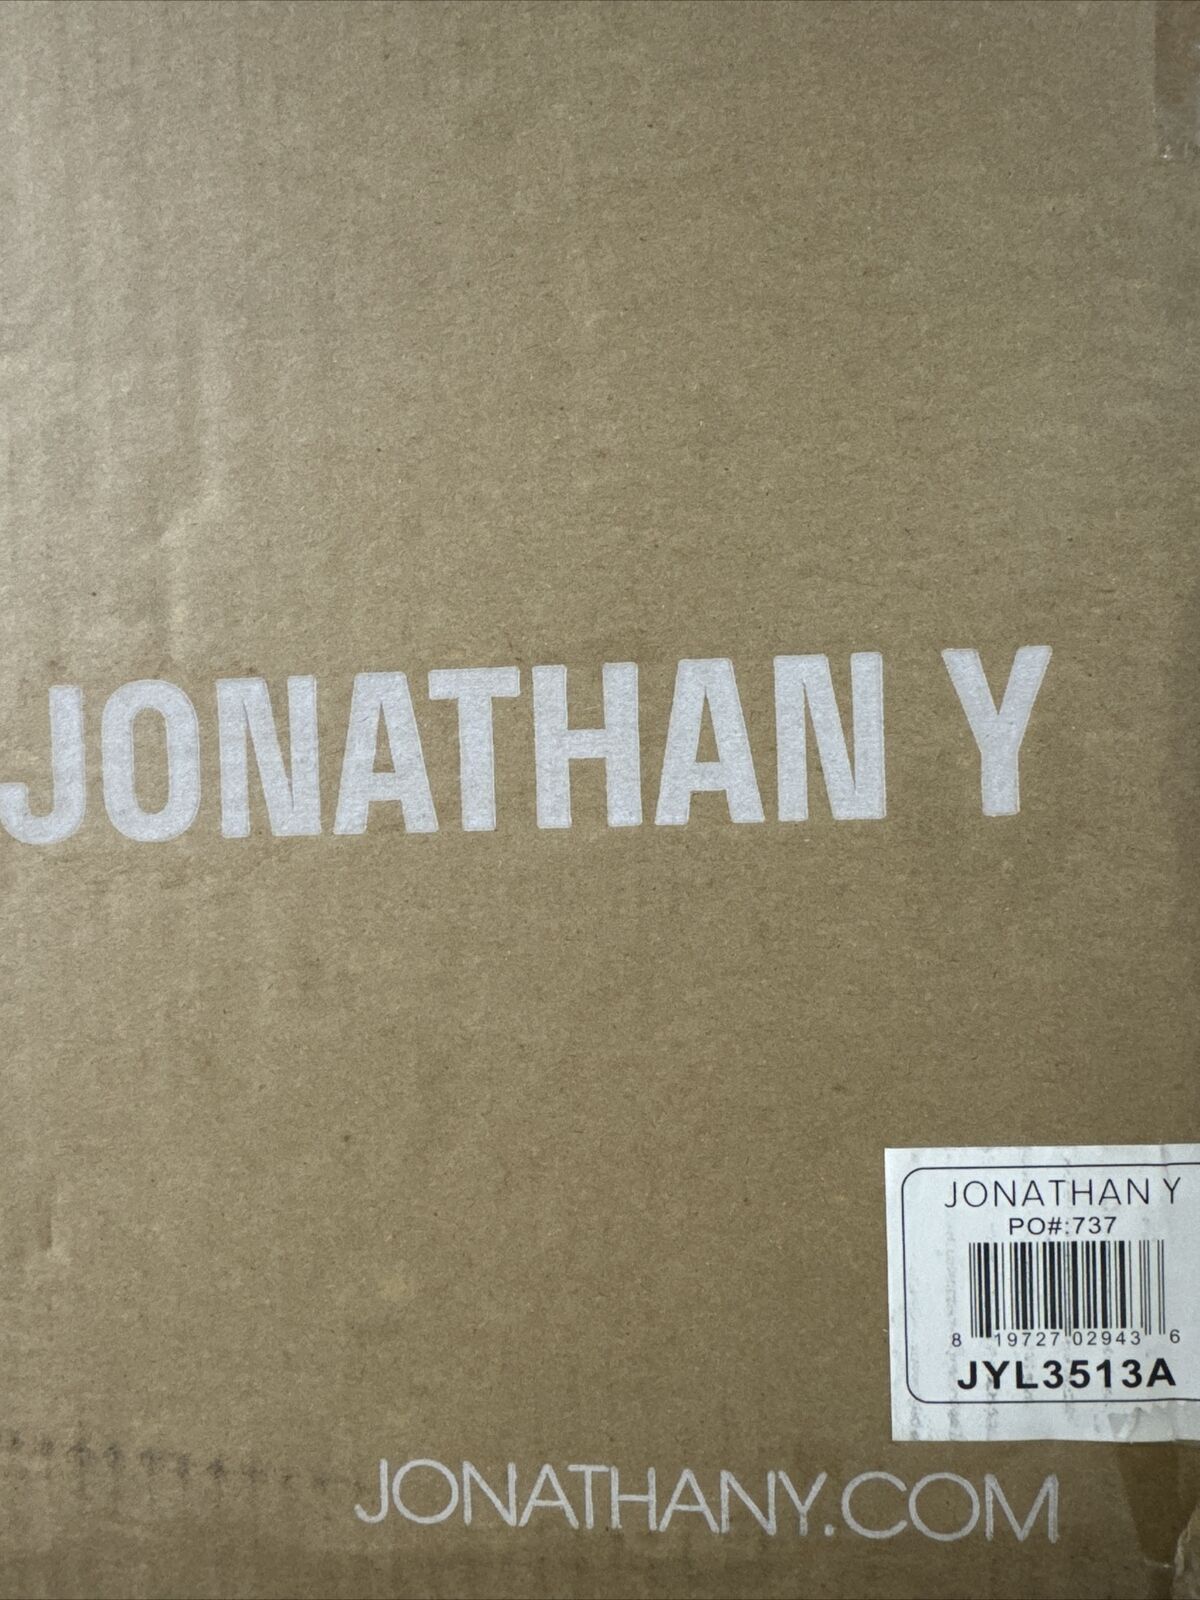 JONATHAN Y
JONATHAN Y
PO#:737
8 19727 02943 6
JYL3513A
JONATHANY.COM